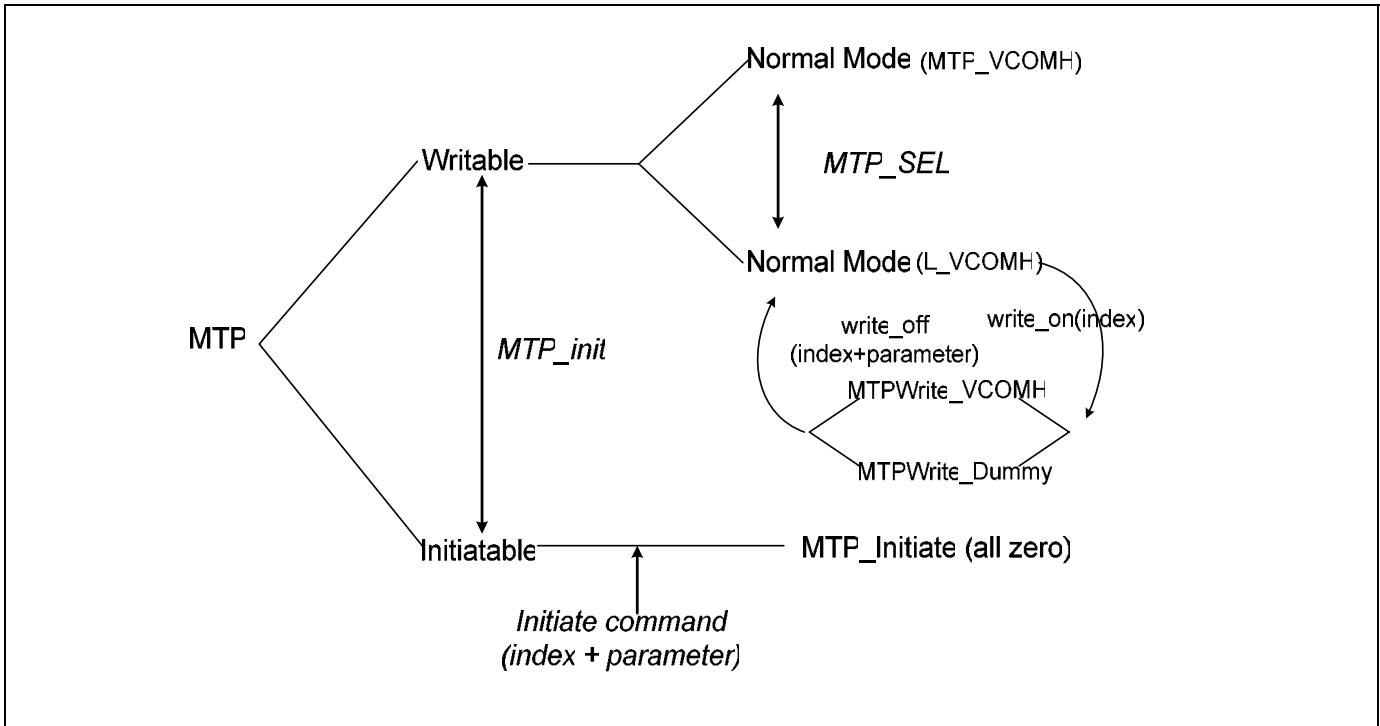 Normal Mode (MTP_VCOMH)
Writable
MTP_SEL
Normal Mode (L_VCOMH)
write_off
(index+parameter)
write_on(index)
MTP
MTP_init
MTPWrite_VCOMH
MTPWrite_Dummy
Initiatable
MTP_Initiate (all zero)
Initiate command
(index + parameter)